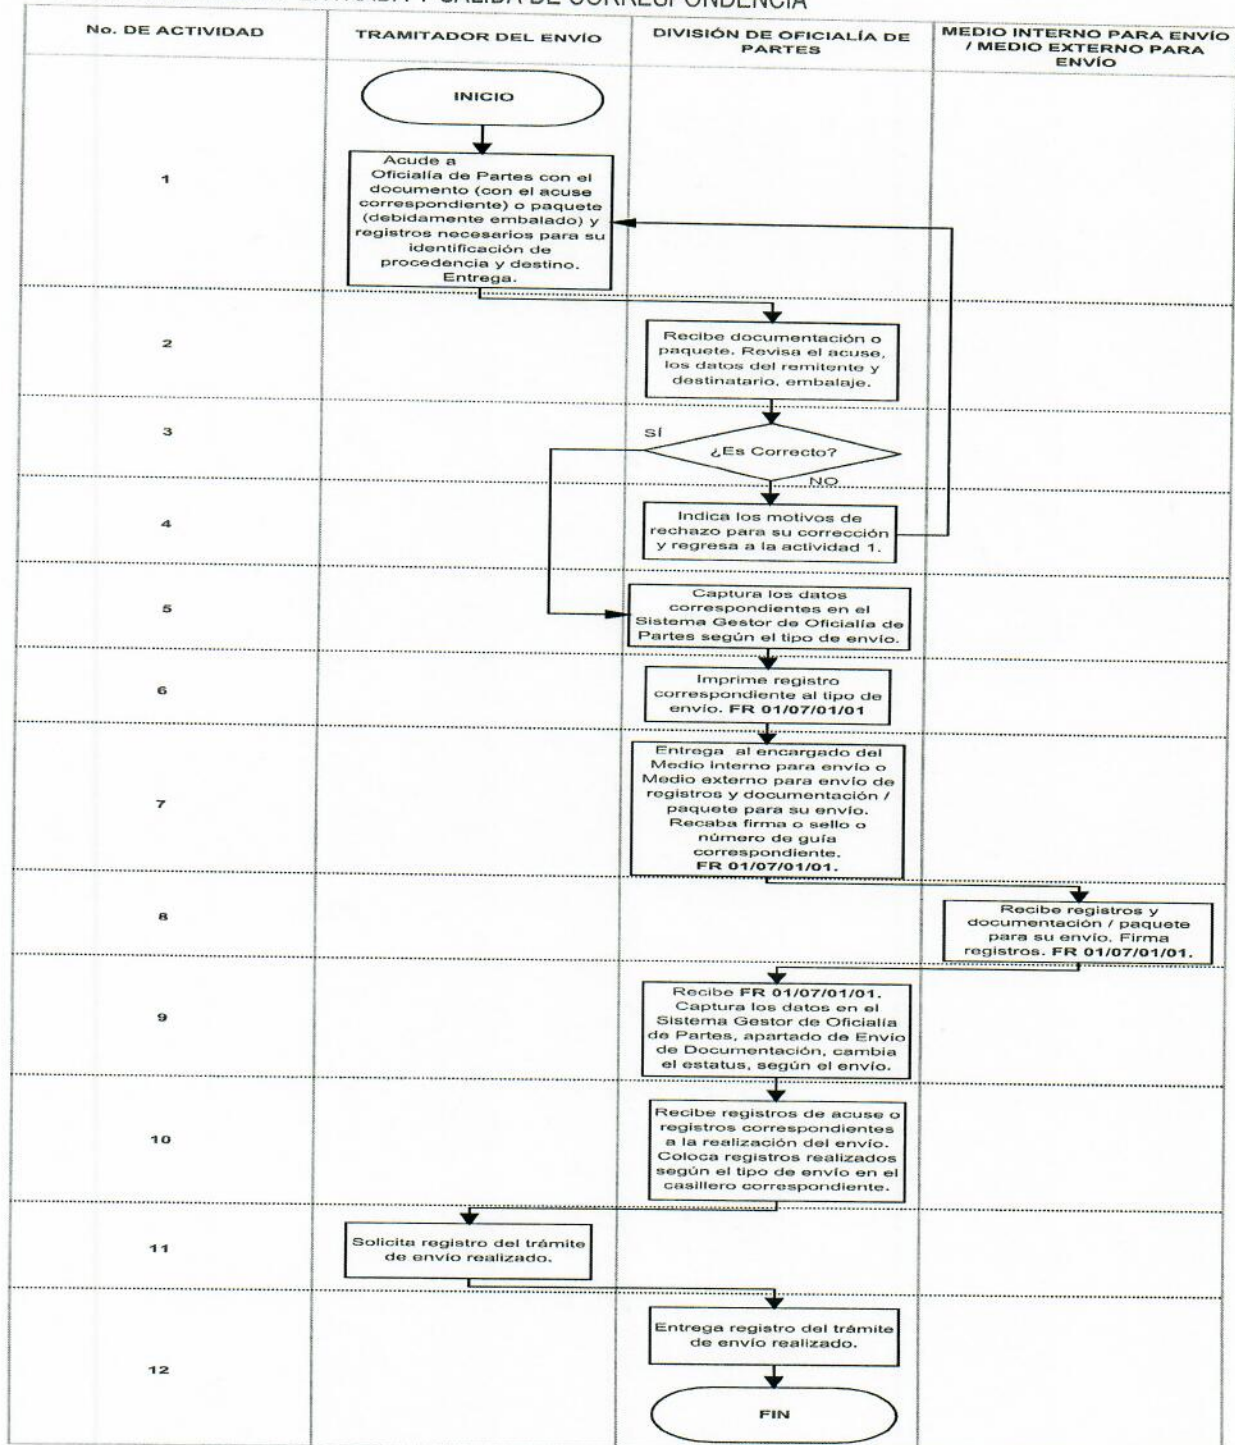 Y SALIDA DE CORRESPONDENCIA
No. DE ACTIVIDAD
TRAMITADOR DEL ENVÍO
DIVISIÓN DE OFICIALÍA DE
PARTES
MEDIO INTERNO PARA ENVÍO
/ MEDIO EXTERNO PARA
ENVÍO
INICIO
1
Acude a
Oficialía de Partes con el
documento (con el acuse
correspondiente) o paquete
(debidamente embalado) y
registros necesarios para su
identificación de
procedencia y destino.
Entrega.
2
Recibe documentación o
paquete. Revisa el acuse,
los datos del remitente y
destinatario, embalaje.
3
SÍ
¿Es Correcto?
NO
4
Indica los motivos de
rechazo para su corrección
y regresa a la actividad 1.
5
Captura los datos
correspondientes en el
Sistema Gestor de Oficialía de
Partes según el tipo de envío.
6
Imprime registro
correspondiente al tipo de
envío. FR 01/07/01/01
7
Entrega al encargado del
Medio interno para envío o
Medio externo para envío de
registros y documentación /
paquete para su envío.
Recaba firma o sello o
número de guía
correspondiente.
FR 01/07/01/01.
8
Recibe registros y
documentación / paquete
para su envío. Firma
registros. FR 01/07/01/01.
9
Recibe FR 01/07/01/01.
Captura los datos en el
Sistema Gestor de Oficialía
de Partes, apartado de Envío
de Documentación, cambia
el estatus, según el envío.
10
Recibe registros de acuse o
registros correspondientes
a la realización del envío.
Coloca registros realizados
según el tipo de envío en el
casillero correspondiente.
11
Solicita registro del trámite
de envío realizado.
12
Entrega registro del trámite
de envío realizado.
FIN